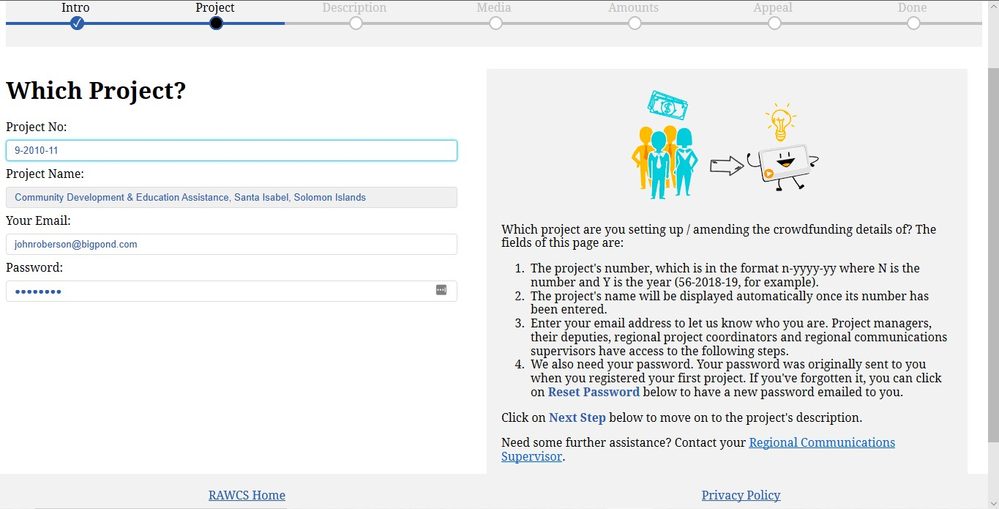 Intro Project Description Media Amounts Appeal Done
Which Project?
Project No:
9-2010-11
Project Name:
Community Development & Education Assistance, Santa Isabel, Solomon Islands
Your Email:
johnroberson@bigpond.com
Password:
Which project are you setting up / amending the crowdfunding details of? The
fields of this page are:
1. The project's number, which is in the format n-yyyy-yy where N is the
number and Y is the year (56-2018-19, for example).
2. The project's name will be displayed automatically once its number has
been entered.
3. Enter your email address to let us know who you are. Project managers,
their deputies, regional project coordinators and regional communications
supervisors have access to the following steps.
4. We also need your password. Your password was originally sent to you
when you registered your first project. If you've forgotten it, you can click
on Reset Password below to have a new password emailed to you.
Click on Next Step below to move on to the project's description.
Need some further assistance? Contact your Regional Communications
Supervisor.
RAWCS Home Privacy Policy